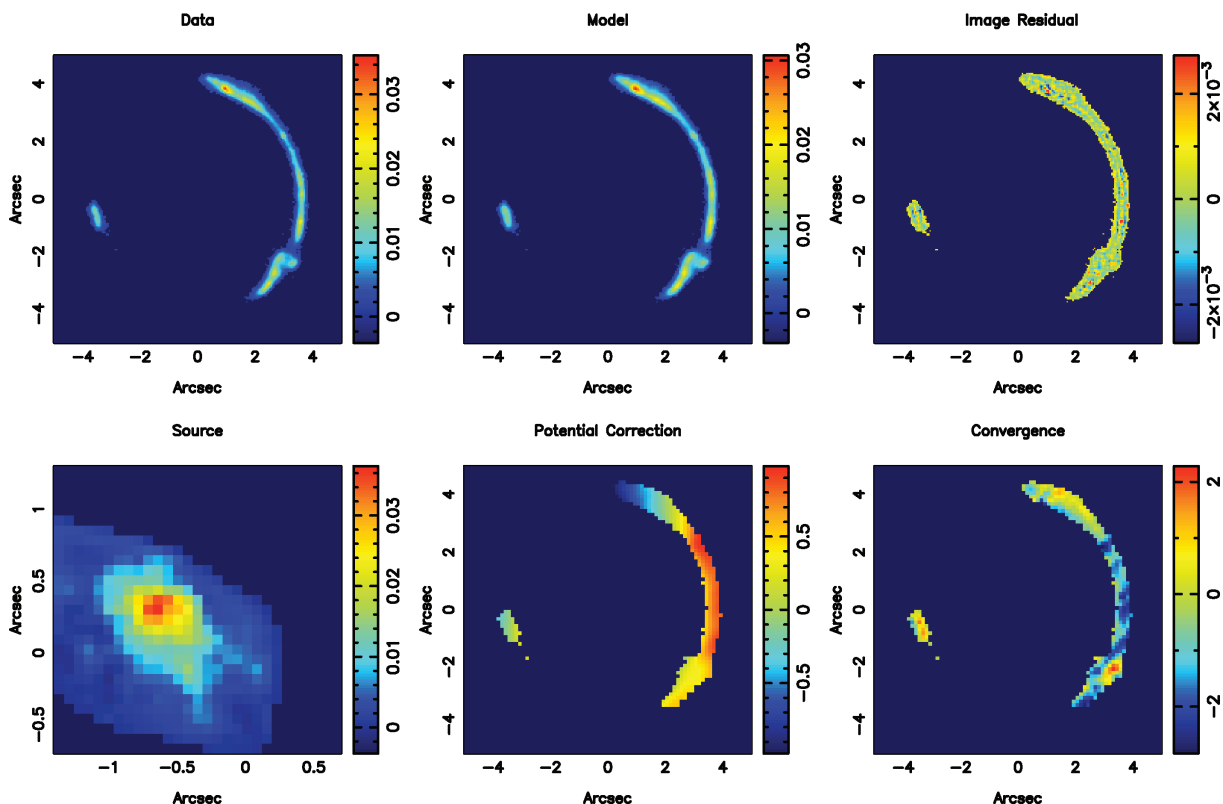 Data
Arcsec
4
2
0
−2
−4
−4 −2 0 2 4
Arcsec
0 0.01 0.02 0.03
Model
Arcsec
4
2
0
−2
−4
−4 −2 0 2 4
Arcsec
0 0.01 0.02 0.03
Image Residual
Arcsec
4
2
0
−2
−4
−4 −2 0 2 4
Arcsec
−2×10⁻³ 0 2×10⁻³
Source
Arcsec
1
0.5
0
−0.5
−1 −0.5 0 0.5
Arcsec
0 0.01 0.02 0.03
Potential Correction
Arcsec
4
2
0
−2
−4
−4 −2 0 2 4
Arcsec
−0.5 0 0.5
Convergence
Arcsec
4
2
0
−2
−4
−4 −2 0 2 4
Arcsec
−2 0 2